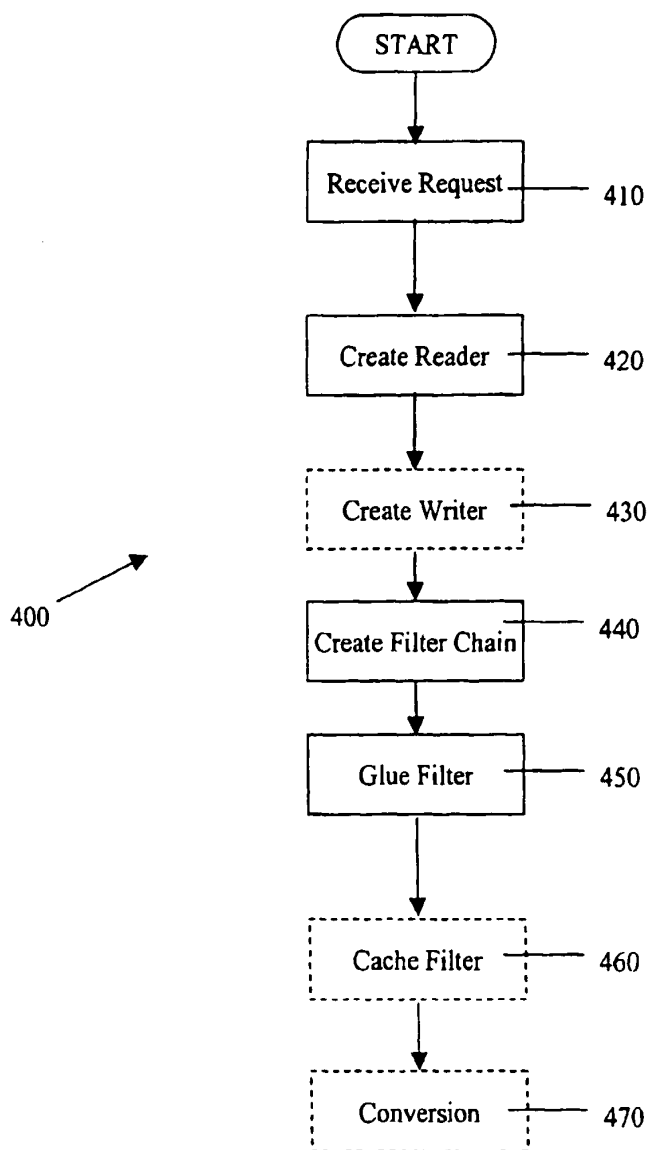 START
Receive Request 410
Create Reader 420
Create Writer 430
400
Create Filter Chain 440
Glue Filter 450
Cache Filter 460
Conversion 470